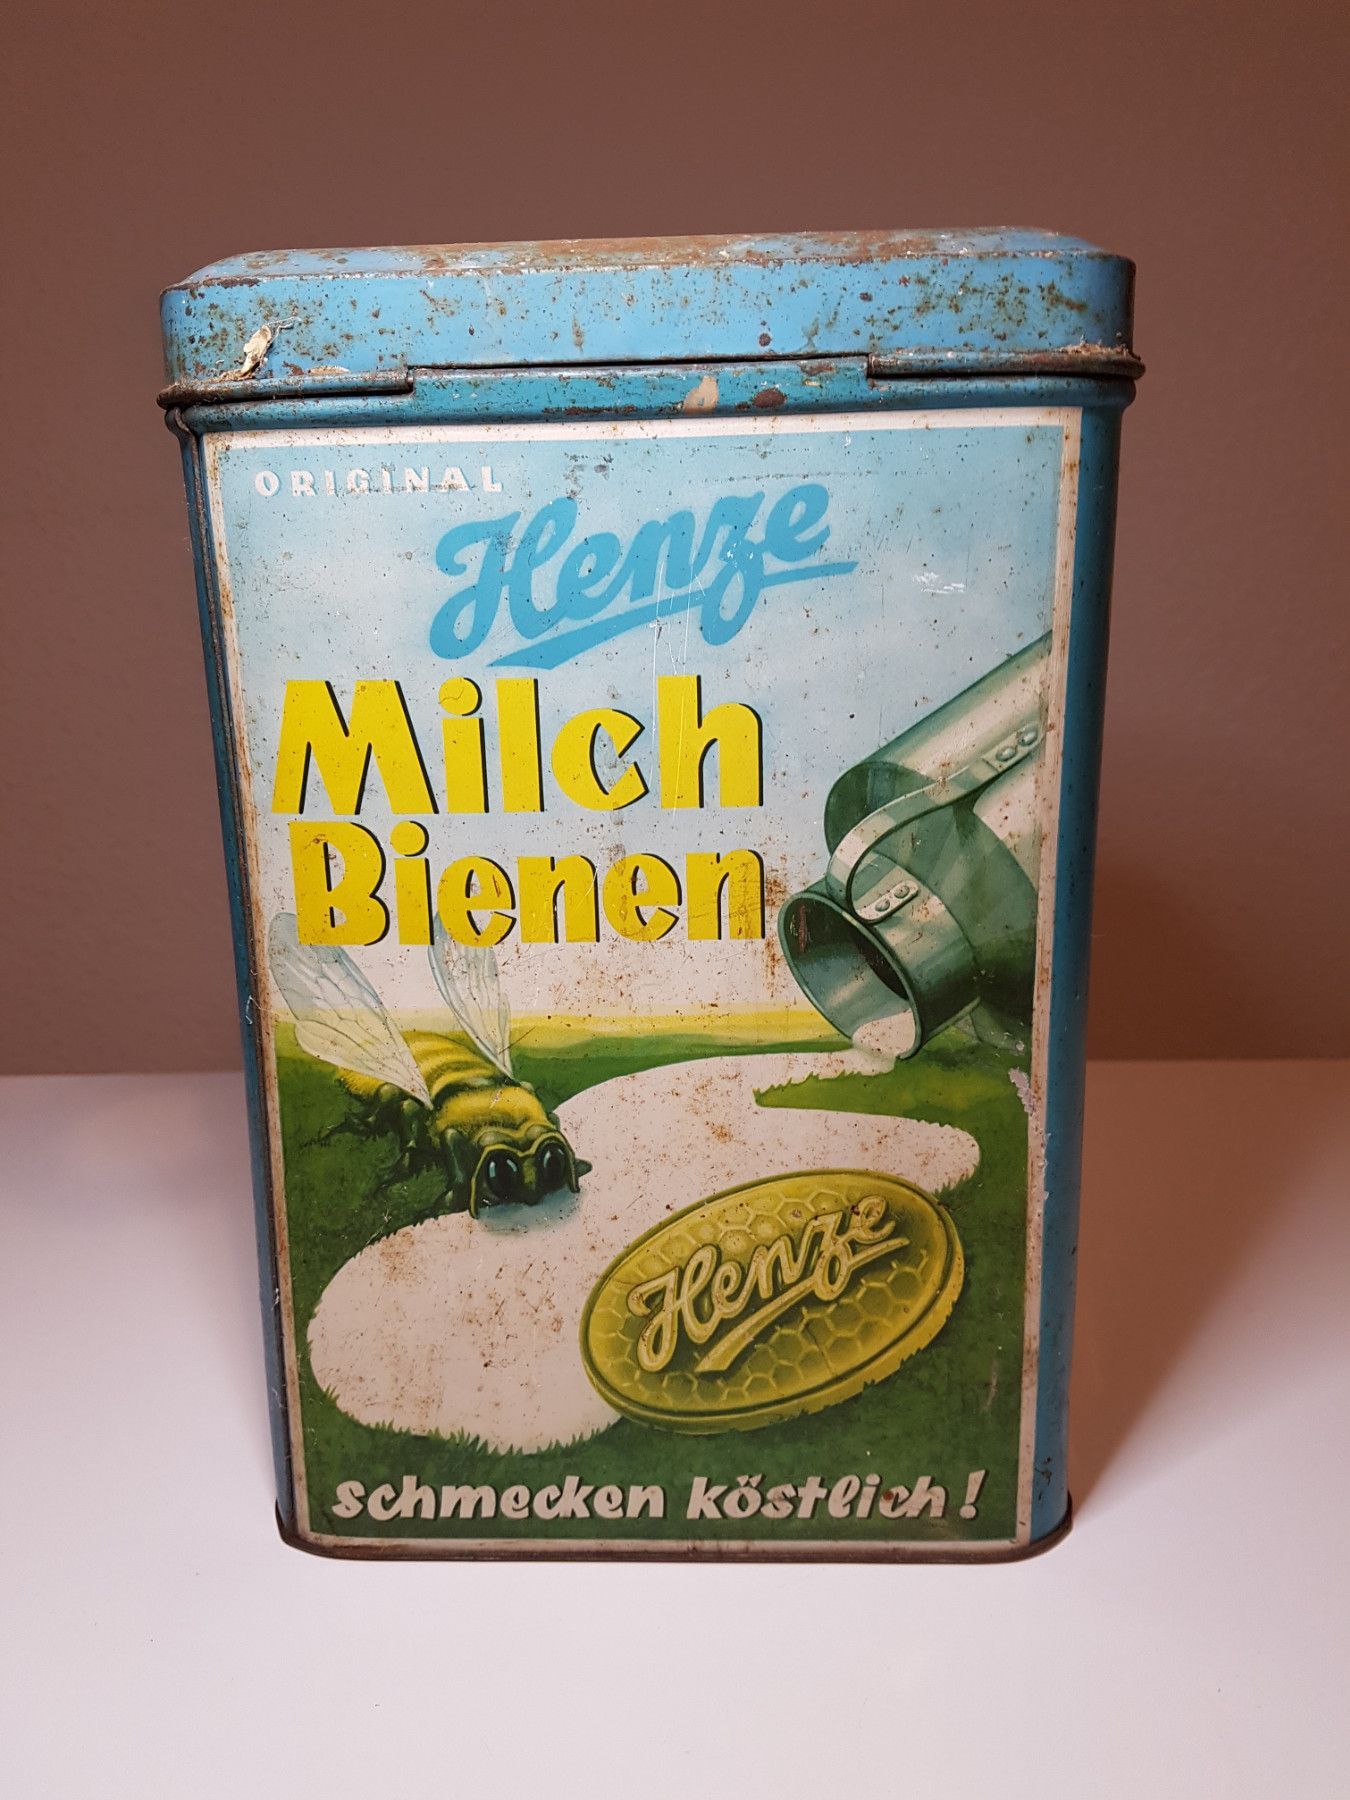 ORIGINAL
Henze
Milch
Bienen
Henze
schmecken köstlich!